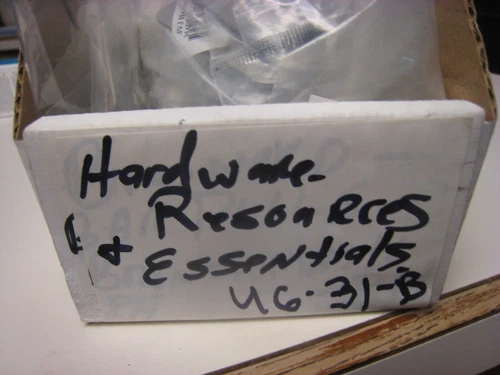 Hardware
Resources
+ Essentials
46-31-B